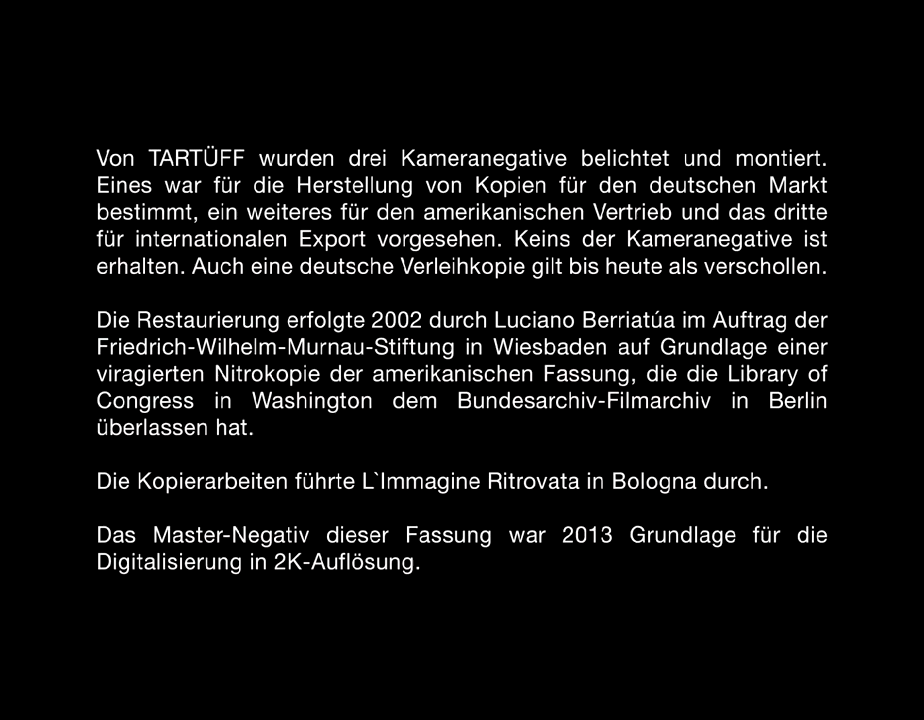 Von TARTÜFF wurden drei Kameranegative belichtet und montiert.
Eines war für die Herstellung von Kopien für den deutschen Markt
bestimmt, ein weiteres für den amerikanischen Vertrieb und das dritte
für internationalen Export vorgesehen. Keins der Kameranegative ist
erhalten. Auch eine deutsche Verleihkopie gilt bis heute als verschollen.
Die Restaurierung erfolgte 2002 durch Luciano Berriatúa im Auftrag der
Friedrich-Wilhelm-Murnau-Stiftung in Wiesbaden auf Grundlage einer
viragierten Nitrokopie der amerikanischen Fassung, die die Library of
Congress in Washington dem Bundesarchiv-Filmarchiv in Berlin
überlassen hat.
Die Kopierarbeiten führte L`Immagine Ritrovata in Bologna durch.
Das Master-Negativ dieser Fassung war 2013 Grundlage für die
Digitalisierung in 2K-Auflösung.